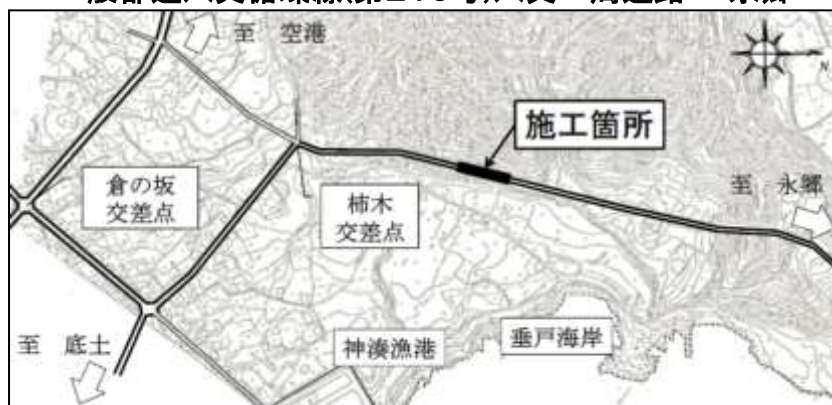 至 空港
施工箇所
倉の坂
交差点
柿木
交差点
至 永郷
N
至 底土
神湊漁港
垂戸海岸